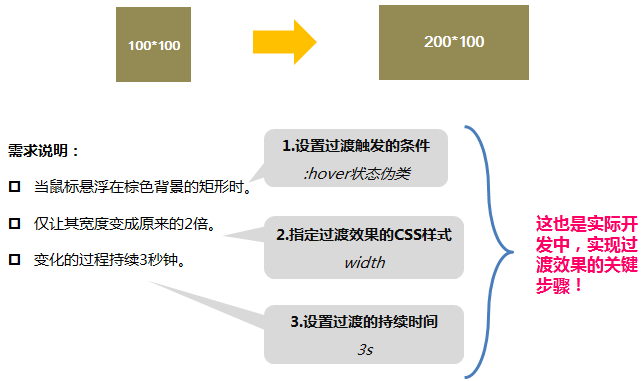 100*100
200*100
需求说明：
当鼠标悬浮在棕色背景的矩形时。
仅让其宽度变成原来的2倍。
变化的过程持续3秒钟。
1.设置过渡触发的条件
:hover状态伪类
2.指定过渡效果的CSS样式
width
3.设置过渡的持续时间
3s
这也是实际开
发中，实现过
渡效果的关键
步骤！